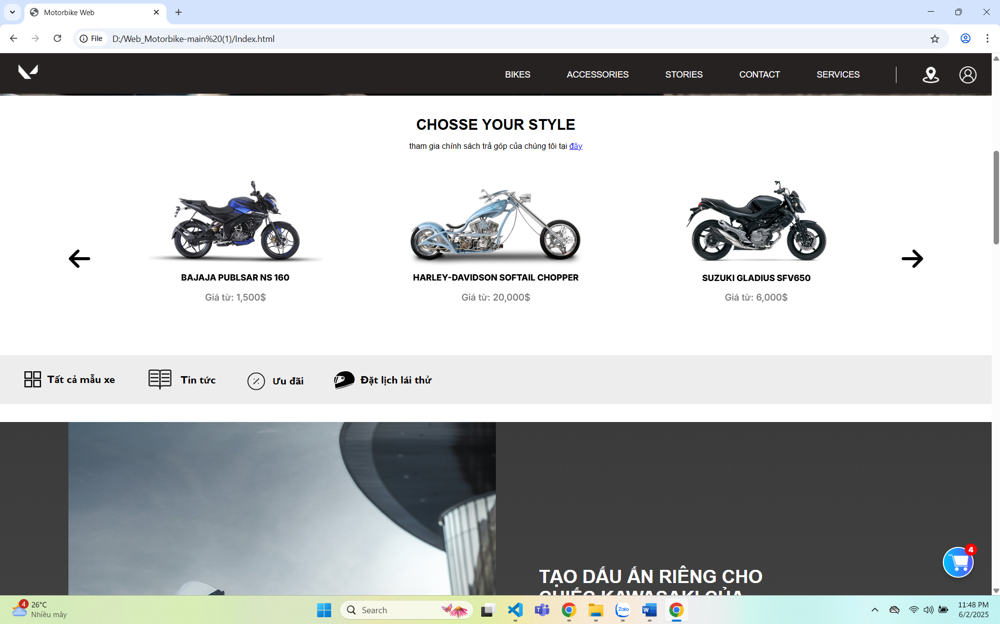 Motorbike Web
File
D:/Web_Motorbike-main%20(1)/Index.html
BIKES ACCESSORIES STORIES CONTACT SERVICES
CHOSSE YOUR STYLE
tham gia chính sách trả góp của chúng tôi tại đây
BAJAJA PUBLSAR NS 160
Giá từ: 1,500$
HARLEY-DAVIDSON SOFTAIL CHOPPER
Giá từ: 20,000$
SUZUKI GLADIUS SFV650
Giá từ: 6,000$
Tất cả mẫu xe
Tin tức
Ưu đãi
Đặt lịch lái thử
TẠO DẤU ẤN RIÊNG CHO
CHIẾC KAWASAKI CỦA
4
4
26°C
Nhiều mây
Search
Zalo
11:48 PM
6/2/2025